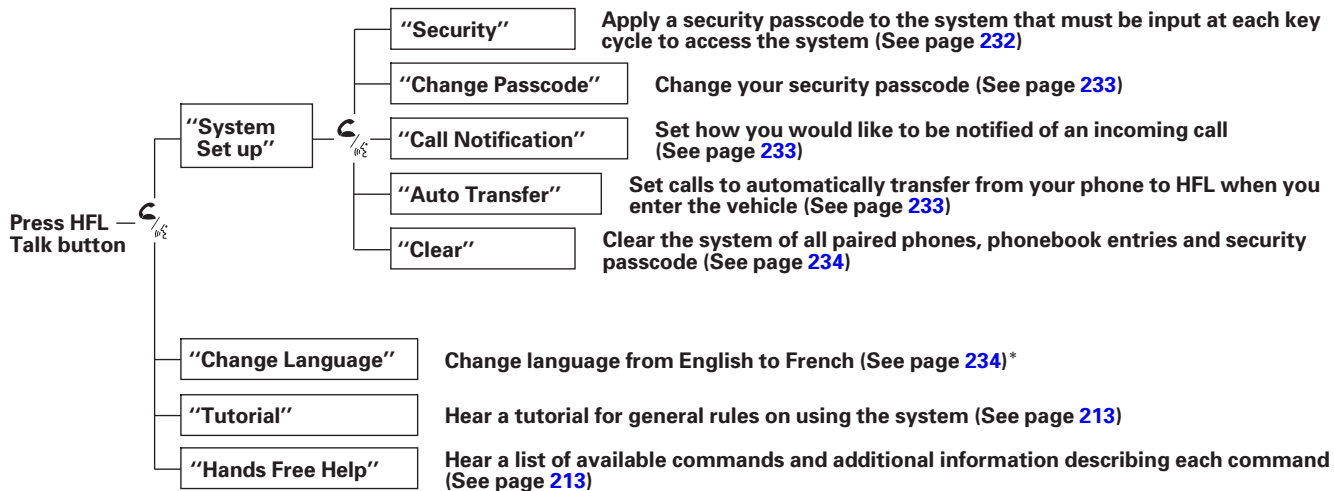 Press HFL
Talk button
''System
Set up''
''Security''
Apply a security passcode to the system that must be input at each key
cycle to access the system (See page 232)
''Change Passcode''
Change your security passcode (See page 233)
''Call Notification''
Set how you would like to be notified of an incoming call
(See page 233)
''Auto Transfer''
Set calls to automatically transfer from your phone to HFL when you
enter the vehicle (See page 233)
''Clear''
Clear the system of all paired phones, phonebook entries and security
passcode (See page 234)
''Change Language''
Change language from English to French (See page 234)*
''Tutorial''
Hear a tutorial for general rules on using the system (See page 213)
''Hands Free Help''
Hear a list of available commands and additional information describing each command
(See page 213)